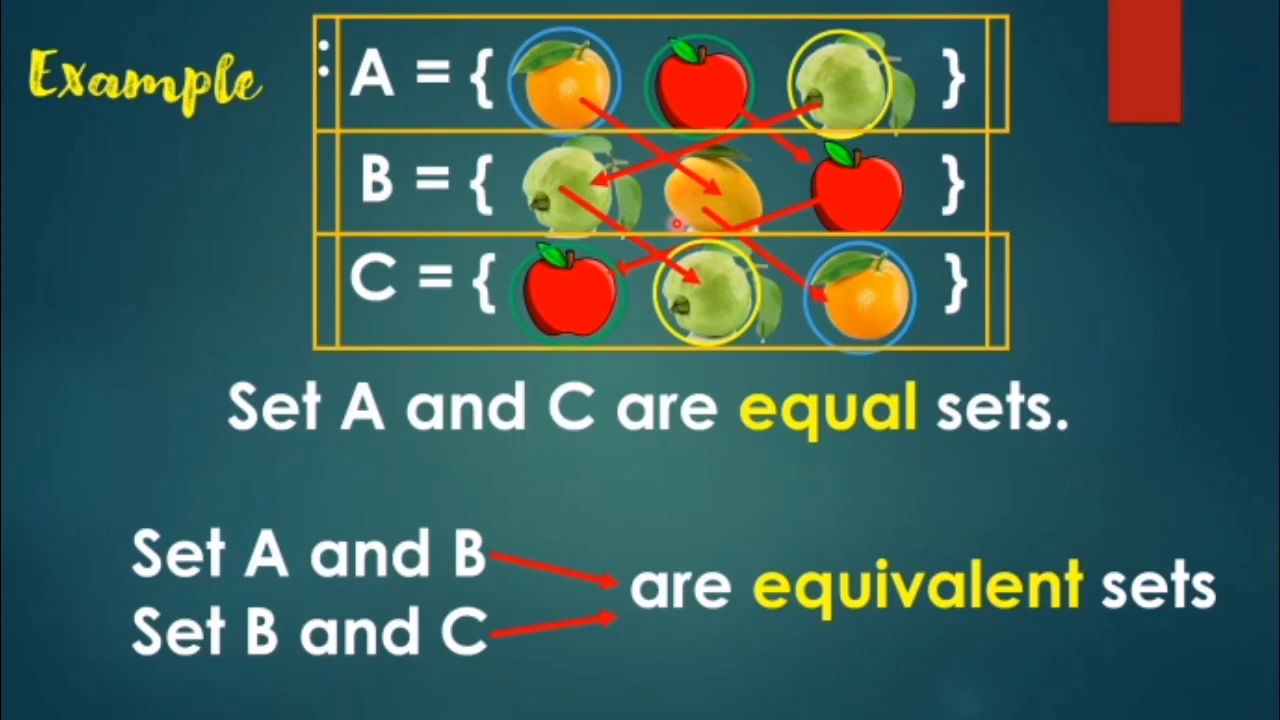 Example : A = { }
B = { }
C = { }
Set A and C are equal sets.
Set A and B
are equivalent sets
Set B and C